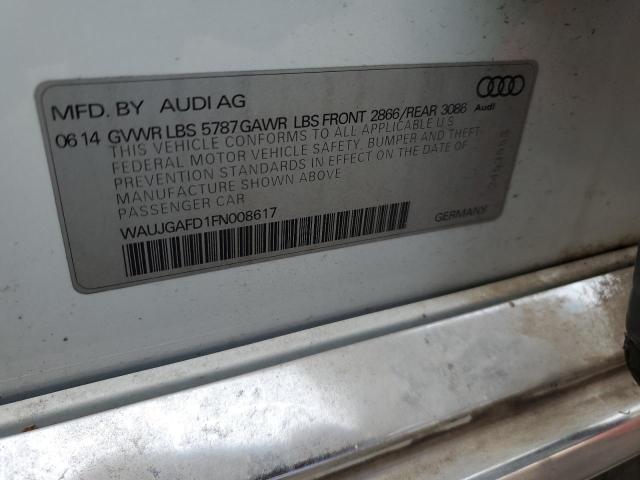 MFD. BY AUDI AG
Audi
06 14 GVWR LBS 5787 GAWR LBS FRONT 2866/REAR 3086
THIS VEHICLE CONFORMS TO ALL APPLICABLE U.S
FEDERAL MOTOR VEHICLE SAFETY, BUMPER AND THEFT
PREVENTION STANDARDS IN EFFECT ON THE DATE OF
MANUFACTURE SHOWN ABOVE
PASSENGER CAR
WAUJGAFD1FN008617
GERMANY